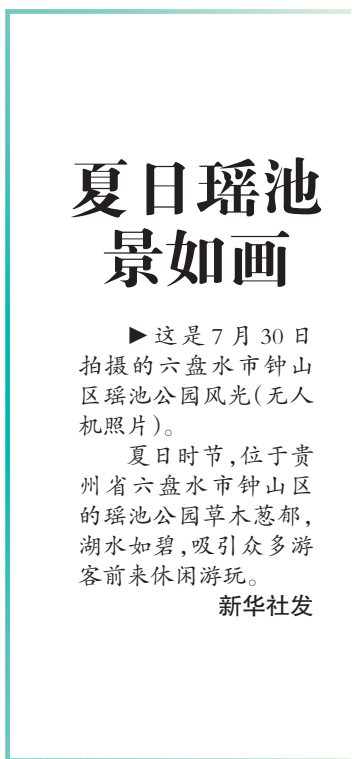 夏日瑶池
景如画
▶这是7月30日
拍摄的六盘水市钟山
区瑶池公园风光(无人
机照片)。
夏日时节,位于贵
州省六盘水市钟山区
的瑶池公园草木葱郁,
湖水如碧,吸引众多游
客前来休闲游玩。
新华社发